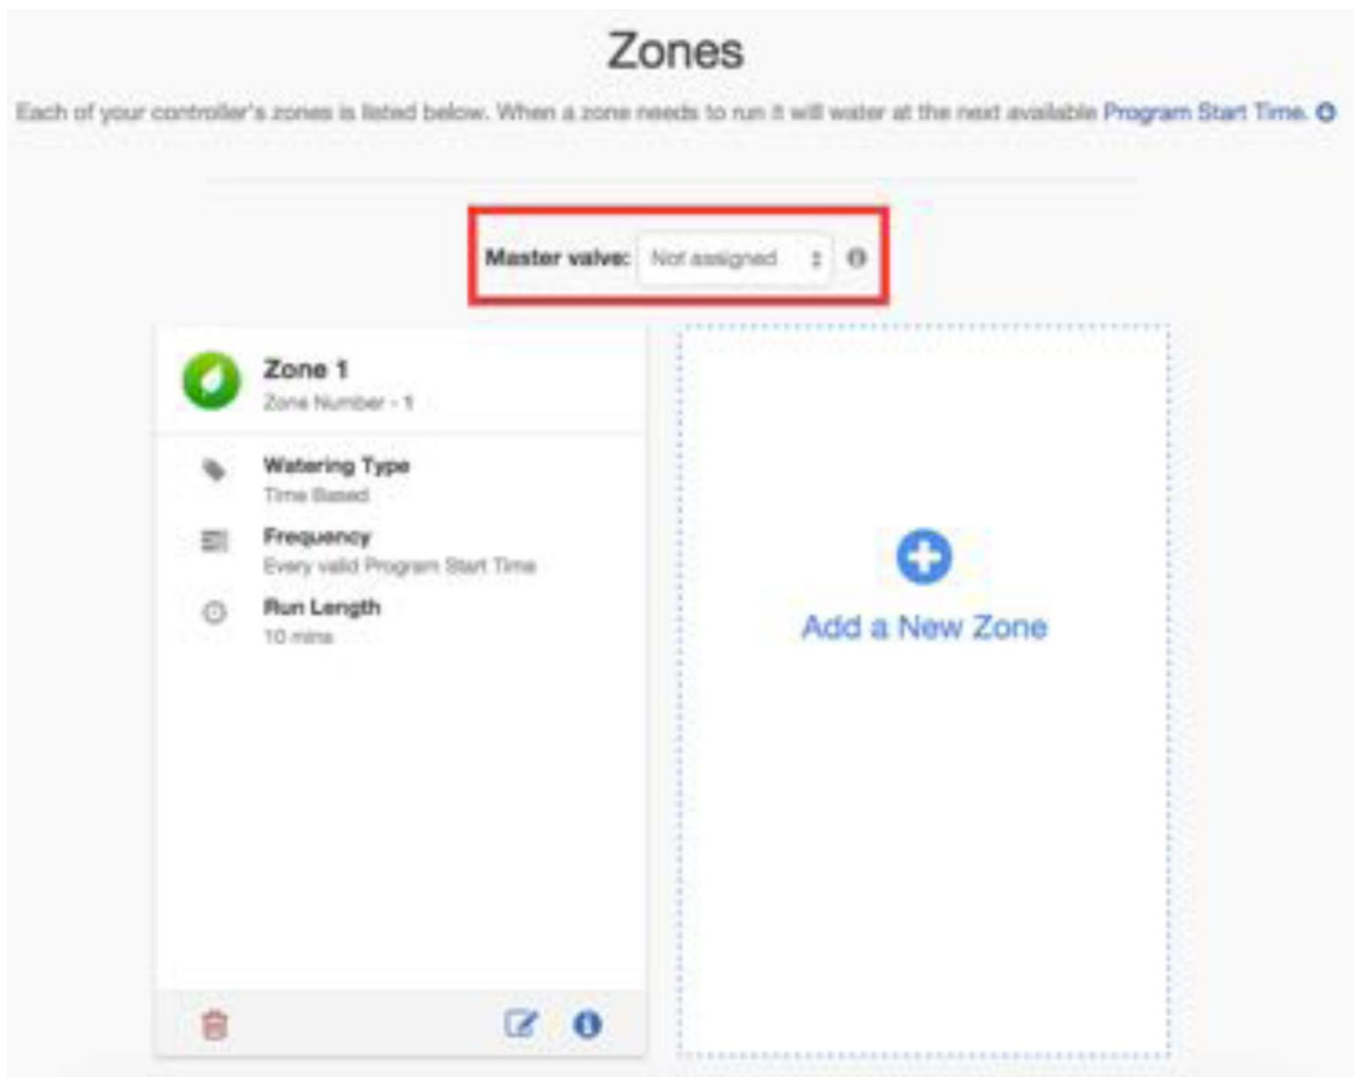 Zones
Each of your controller's zones is listed below. When a zone needs to run it will water at the next available Program Start Time.
Master valve: Not assigned
Zone 1
Zone Number - 1
Watering Type
Time Based
Frequency
Every valid Program Start Time
Run Length
10 mins
Add a New Zone